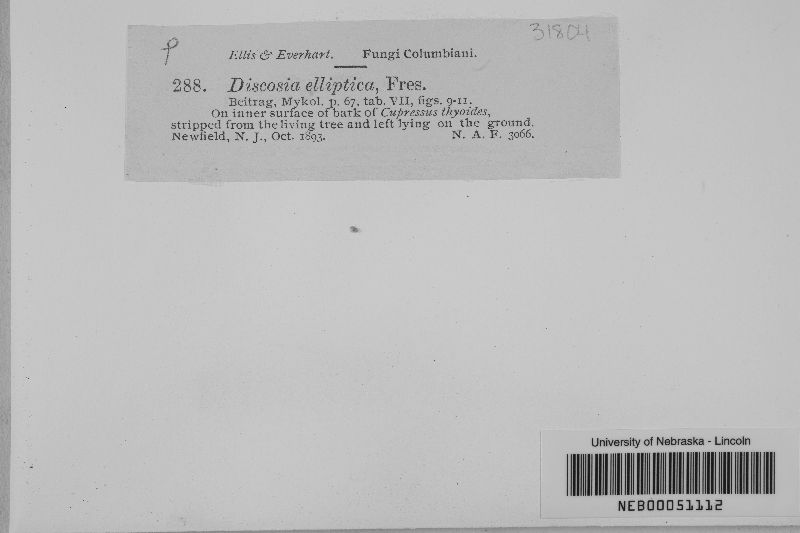 31804
p
Ellis & Everhart. Fungi Columbiani.
288. Discosia elliptica, Fres.
Beitrag, Mykol. p. 67, tab. VII, figs. 9-11.
On inner surface of bark of Cupressus thyoides,
stripped from the living tree and left lying on the ground.
Newfield, N. J., Oct. 1893. N. A. F. 3066.
University of Nebraska - Lincoln
NEB00051112